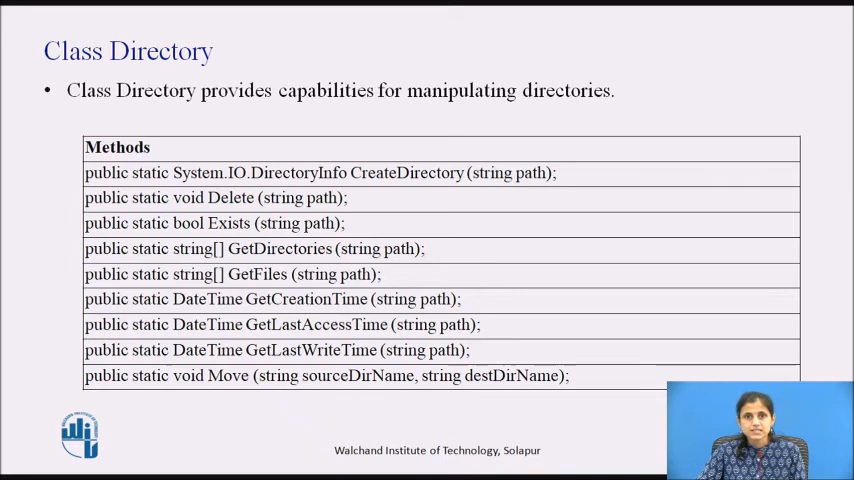 Class Directory
• Class Directory provides capabilities for manipulating directories.
Methods
public static System.IO.DirectoryInfo CreateDirectory (string path);
public static void Delete (string path);
public static bool Exists (string path);
public static string[] GetDirectories (string path);
public static string[] GetFiles (string path);
public static DateTime GetCreationTime (string path);
public static DateTime GetLastAccessTime (string path);
public static DateTime GetLastWriteTime (string path);
public static void Move (string sourceDirName, string destDirName);
Walchand Institute of Technology, Solapur